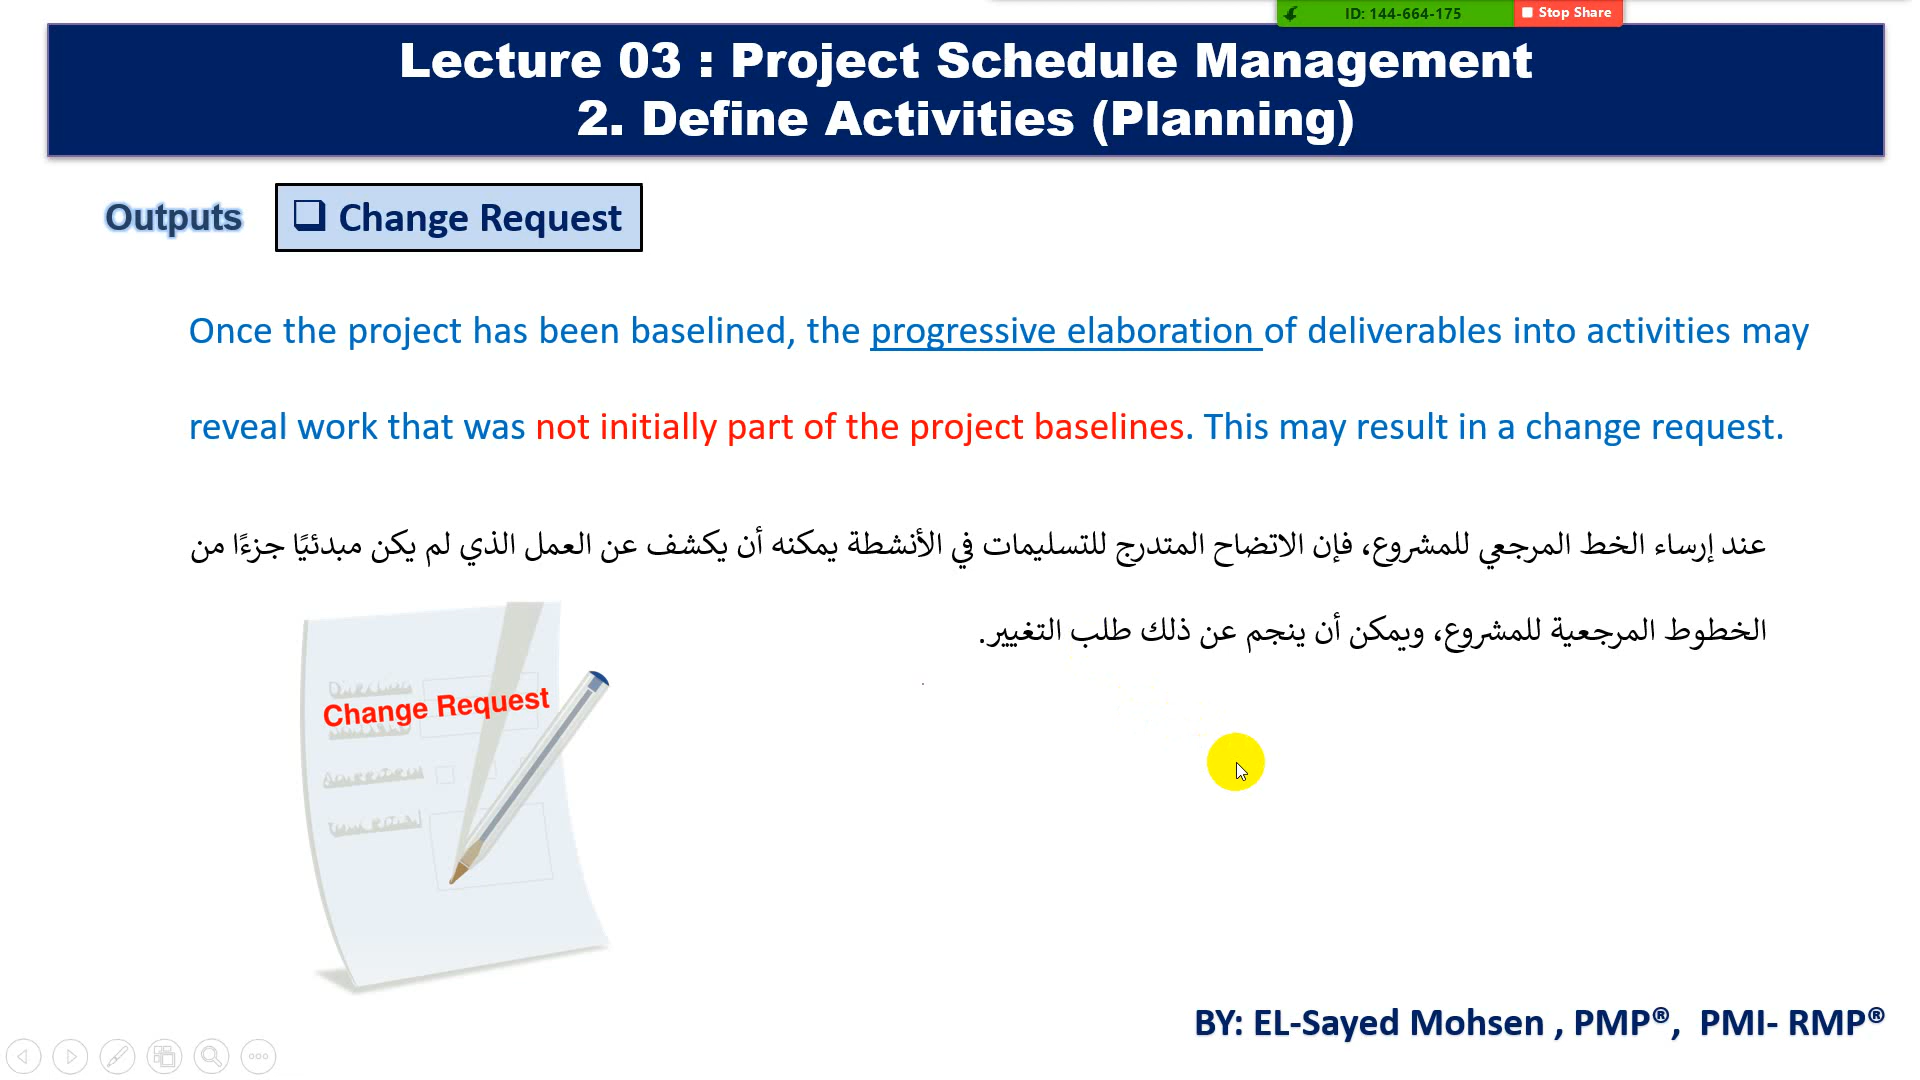 ID: 144-664-175
Stop Share
Lecture 03 : Project Schedule Management
2. Define Activities (Planning)
Outputs
Change Request
Once the project has been baselined, the progressive elaboration of deliverables into activities may
reveal work that was not initially part of the project baselines. This may result in a change request.
عند إرساء الخط المرجعي للمشروع، فإن الاتضاح المتدرج للتسليمات في الأنشطة يمكنه أن يكشف عن العمل الذي لم يكن مبدئيًا جزءًا من
الخطوط المرجعية للمشروع، ويمكن أن ينجم عن ذلك طلب التغيير.
Change Request
BY: EL-Sayed Mohsen , PMP®, PMI- RMP®